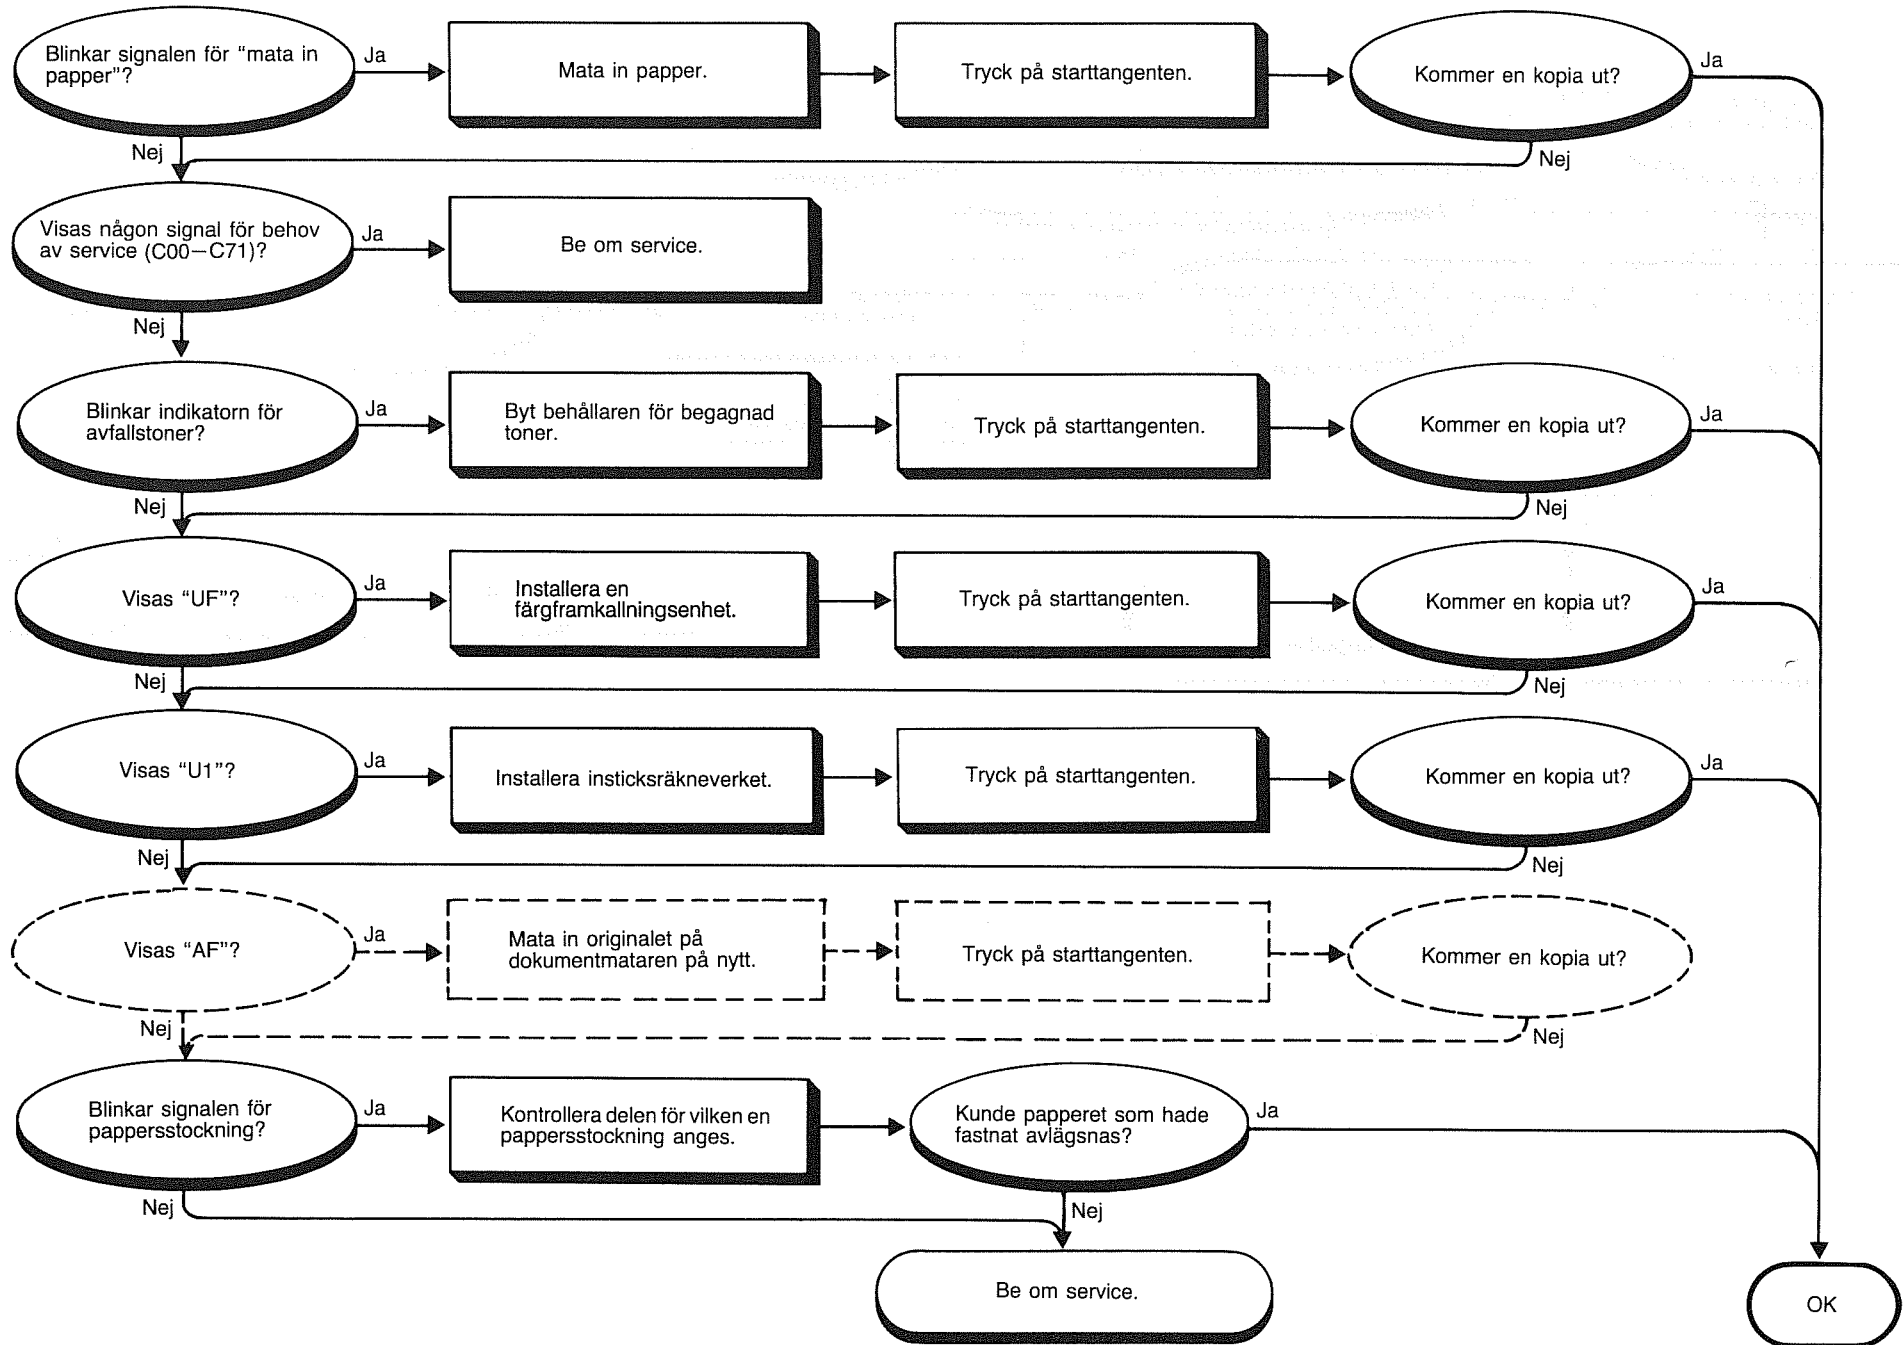 Blinkar signalen för “mata in
papper”?
Ja
Mata in papper.
Tryck på starttangenten.
Kommer en kopia ut?
Ja
Nej
Nej
Visas någon signal för behov
av service (C00—C71)?
Ja
Be om service.
Nej
Blinkar indikatorn för
avfallstoner?
Ja
Byt behållaren för begagnad
toner.
Tryck på starttangenten.
Kommer en kopia ut?
Ja
Nej
Nej
Visas “UF”?
Ja
Installera en
färgframkallningsenhet.
Tryck på starttangenten.
Kommer en kopia ut?
Ja
Nej
Nej
Visas “U1”?
Ja
Installera insticksräkneverket.
Tryck på starttangenten.
Kommer en kopia ut?
Ja
Nej
Nej
Visas “AF”?
Ja
Mata in originalet på
dokumentmataren på nytt.
Tryck på starttangenten.
Kommer en kopia ut?
Nej
Nej
Blinkar signalen för
pappersstockning?
Ja
Kontrollera delen för vilken en
pappersstockning anges.
Kunde papperet som hade
fastnat avlägsnas?
Ja
Nej
Nej
Be om service.
OK